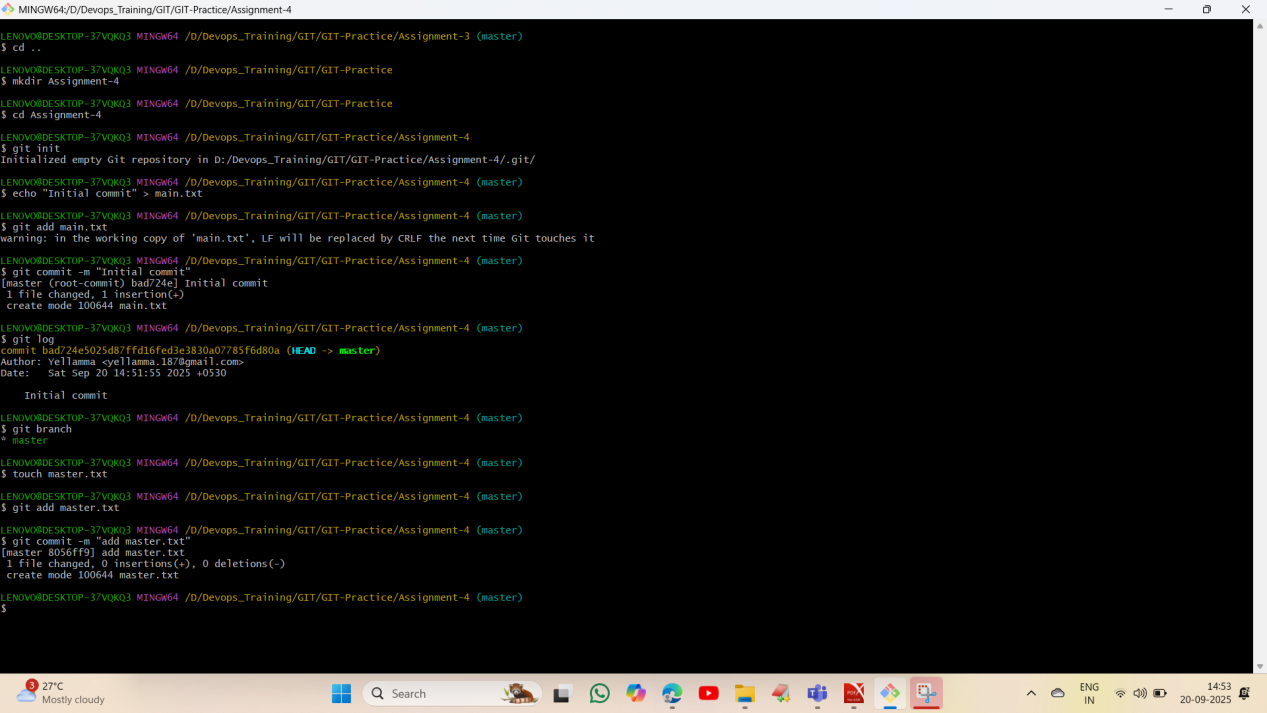 MINGW64:/D/Devops_Training/GIT/GIT-Practice/Assignment-4
LENOVO@DESKTOP-37VQKQ3 MINGW64 /D/Devops_Training/GIT/GIT-Practice/Assignment-3 (master)
$ cd ..
LENOVO@DESKTOP-37VQKQ3 MINGW64 /D/Devops_Training/GIT/GIT-Practice
$ mkdir Assignment-4
LENOVO@DESKTOP-37VQKQ3 MINGW64 /D/Devops_Training/GIT/GIT-Practice
$ cd Assignment-4
LENOVO@DESKTOP-37VQKQ3 MINGW64 /D/Devops_Training/GIT/GIT-Practice/Assignment-4
$ git init
Initialized empty Git repository in D:/Devops_Training/GIT/GIT-Practice/Assignment-4/.git/
LENOVO@DESKTOP-37VQKQ3 MINGW64 /D/Devops_Training/GIT/GIT-Practice/Assignment-4 (master)
$ echo "Initial commit" > main.txt
LENOVO@DESKTOP-37VQKQ3 MINGW64 /D/Devops_Training/GIT/GIT-Practice/Assignment-4 (master)
$ git add main.txt
warning: in the working copy of 'main.txt', LF will be replaced by CRLF the next time Git touches it
LENOVO@DESKTOP-37VQKQ3 MINGW64 /D/Devops_Training/GIT/GIT-Practice/Assignment-4 (master)
$ git commit -m "Initial commit"
[master (root-commit) bad724e] Initial commit
1 file changed, 1 insertion(+)
create mode 100644 main.txt
LENOVO@DESKTOP-37VQKQ3 MINGW64 /D/Devops_Training/GIT/GIT-Practice/Assignment-4 (master)
$ git log
commit bad724e5025d87ffd16fed3e3830a07785f6d80a (HEAD -> master)
Author: Yellamma <yellamma.187@gmail.com>
Date:   Sat Sep 20 14:51:55 2025 +0530
Initial commit
LENOVO@DESKTOP-37VQKQ3 MINGW64 /D/Devops_Training/GIT/GIT-Practice/Assignment-4 (master)
$ git branch
* master
LENOVO@DESKTOP-37VQKQ3 MINGW64 /D/Devops_Training/GIT/GIT-Practice/Assignment-4 (master)
$ touch master.txt
LENOVO@DESKTOP-37VQKQ3 MINGW64 /D/Devops_Training/GIT/GIT-Practice/Assignment-4 (master)
$ git add master.txt
LENOVO@DESKTOP-37VQKQ3 MINGW64 /D/Devops_Training/GIT/GIT-Practice/Assignment-4 (master)
$ git commit -m "add master.txt"
[master 8056ff9] add master.txt
1 file changed, 0 insertions(+), 0 deletions(-)
create mode 100644 master.txt
LENOVO@DESKTOP-37VQKQ3 MINGW64 /D/Devops_Training/GIT/GIT-Practice/Assignment-4 (master)
$
3
27°C
Mostly cloudy
Search
ENG
IN
14:53
20-09-2025